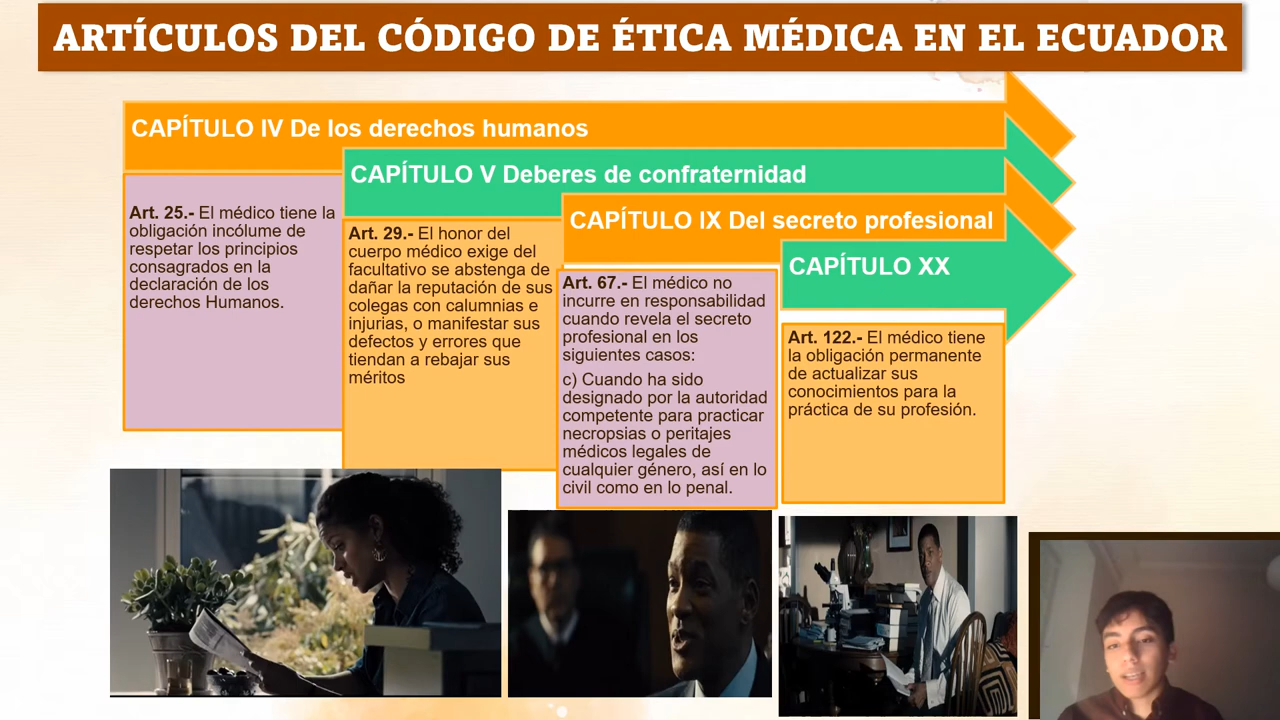 ARTÍCULOS DEL CÓDIGO DE ÉTICA MÉDICA EN EL ECUADOR
CAPÍTULO IV De los derechos humanos
Art. 25.- El médico tiene la
obligación incólume de
respetar los principios
consagrados en la
declaración de los
derechos Humanos.
CAPÍTULO V Deberes de confraternidad
Art. 29.- El honor del
cuerpo médico exige del
facultativo se abstenga de
dañar la reputación de sus
colegas con calumnias e
injurias, o manifestar sus
defectos y errores que
tiendan a rebajar sus
méritos
CAPÍTULO IX Del secreto profesional
Art. 67.- El médico no
incurre en responsabilidad
cuando revela el secreto
profesional en los
siguientes casos:
c) Cuando ha sido
designado por la autoridad
competente para practicar
necropsias o peritajes
médicos legales de
cualquier género, así en lo
civil como en lo penal.
CAPÍTULO XX
Art. 122.- El médico tiene
la obligación permanente
de actualizar sus
conocimientos para la
práctica de su profesión.